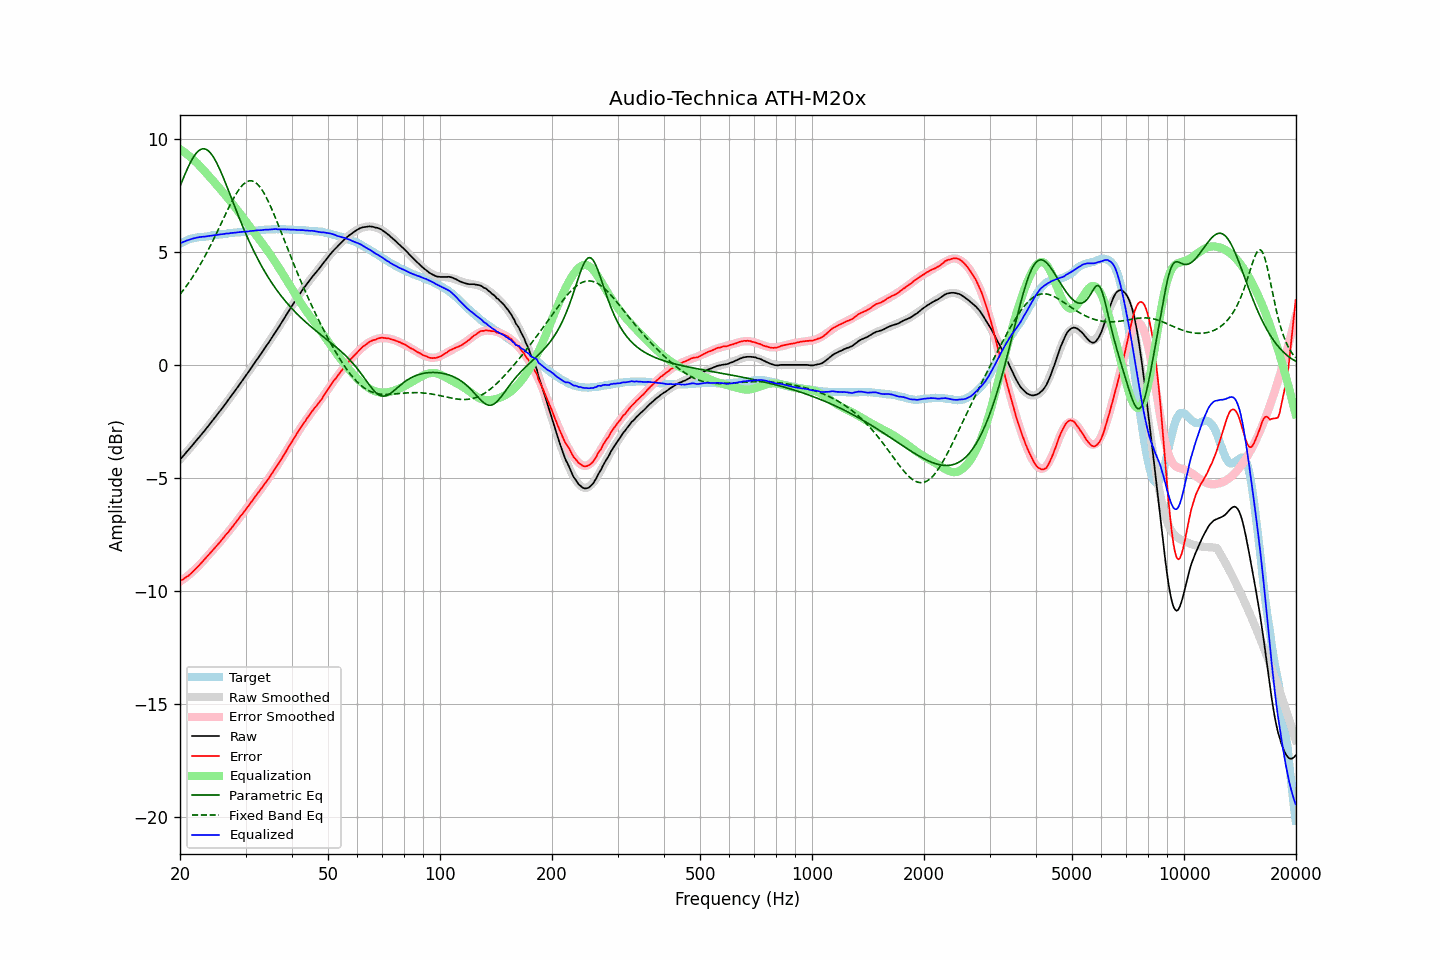 Audio-Technica ATH-M20x
10
5
0
−5
−10
−15
−20
Amplitude (dBr)
Target
Raw Smoothed
Error Smoothed
Raw
Error
Equalization
Parametric Eq
Fixed Band Eq
Equalized
20
50
100
200
500
1000
2000
5000
10000
20000
Frequency (Hz)